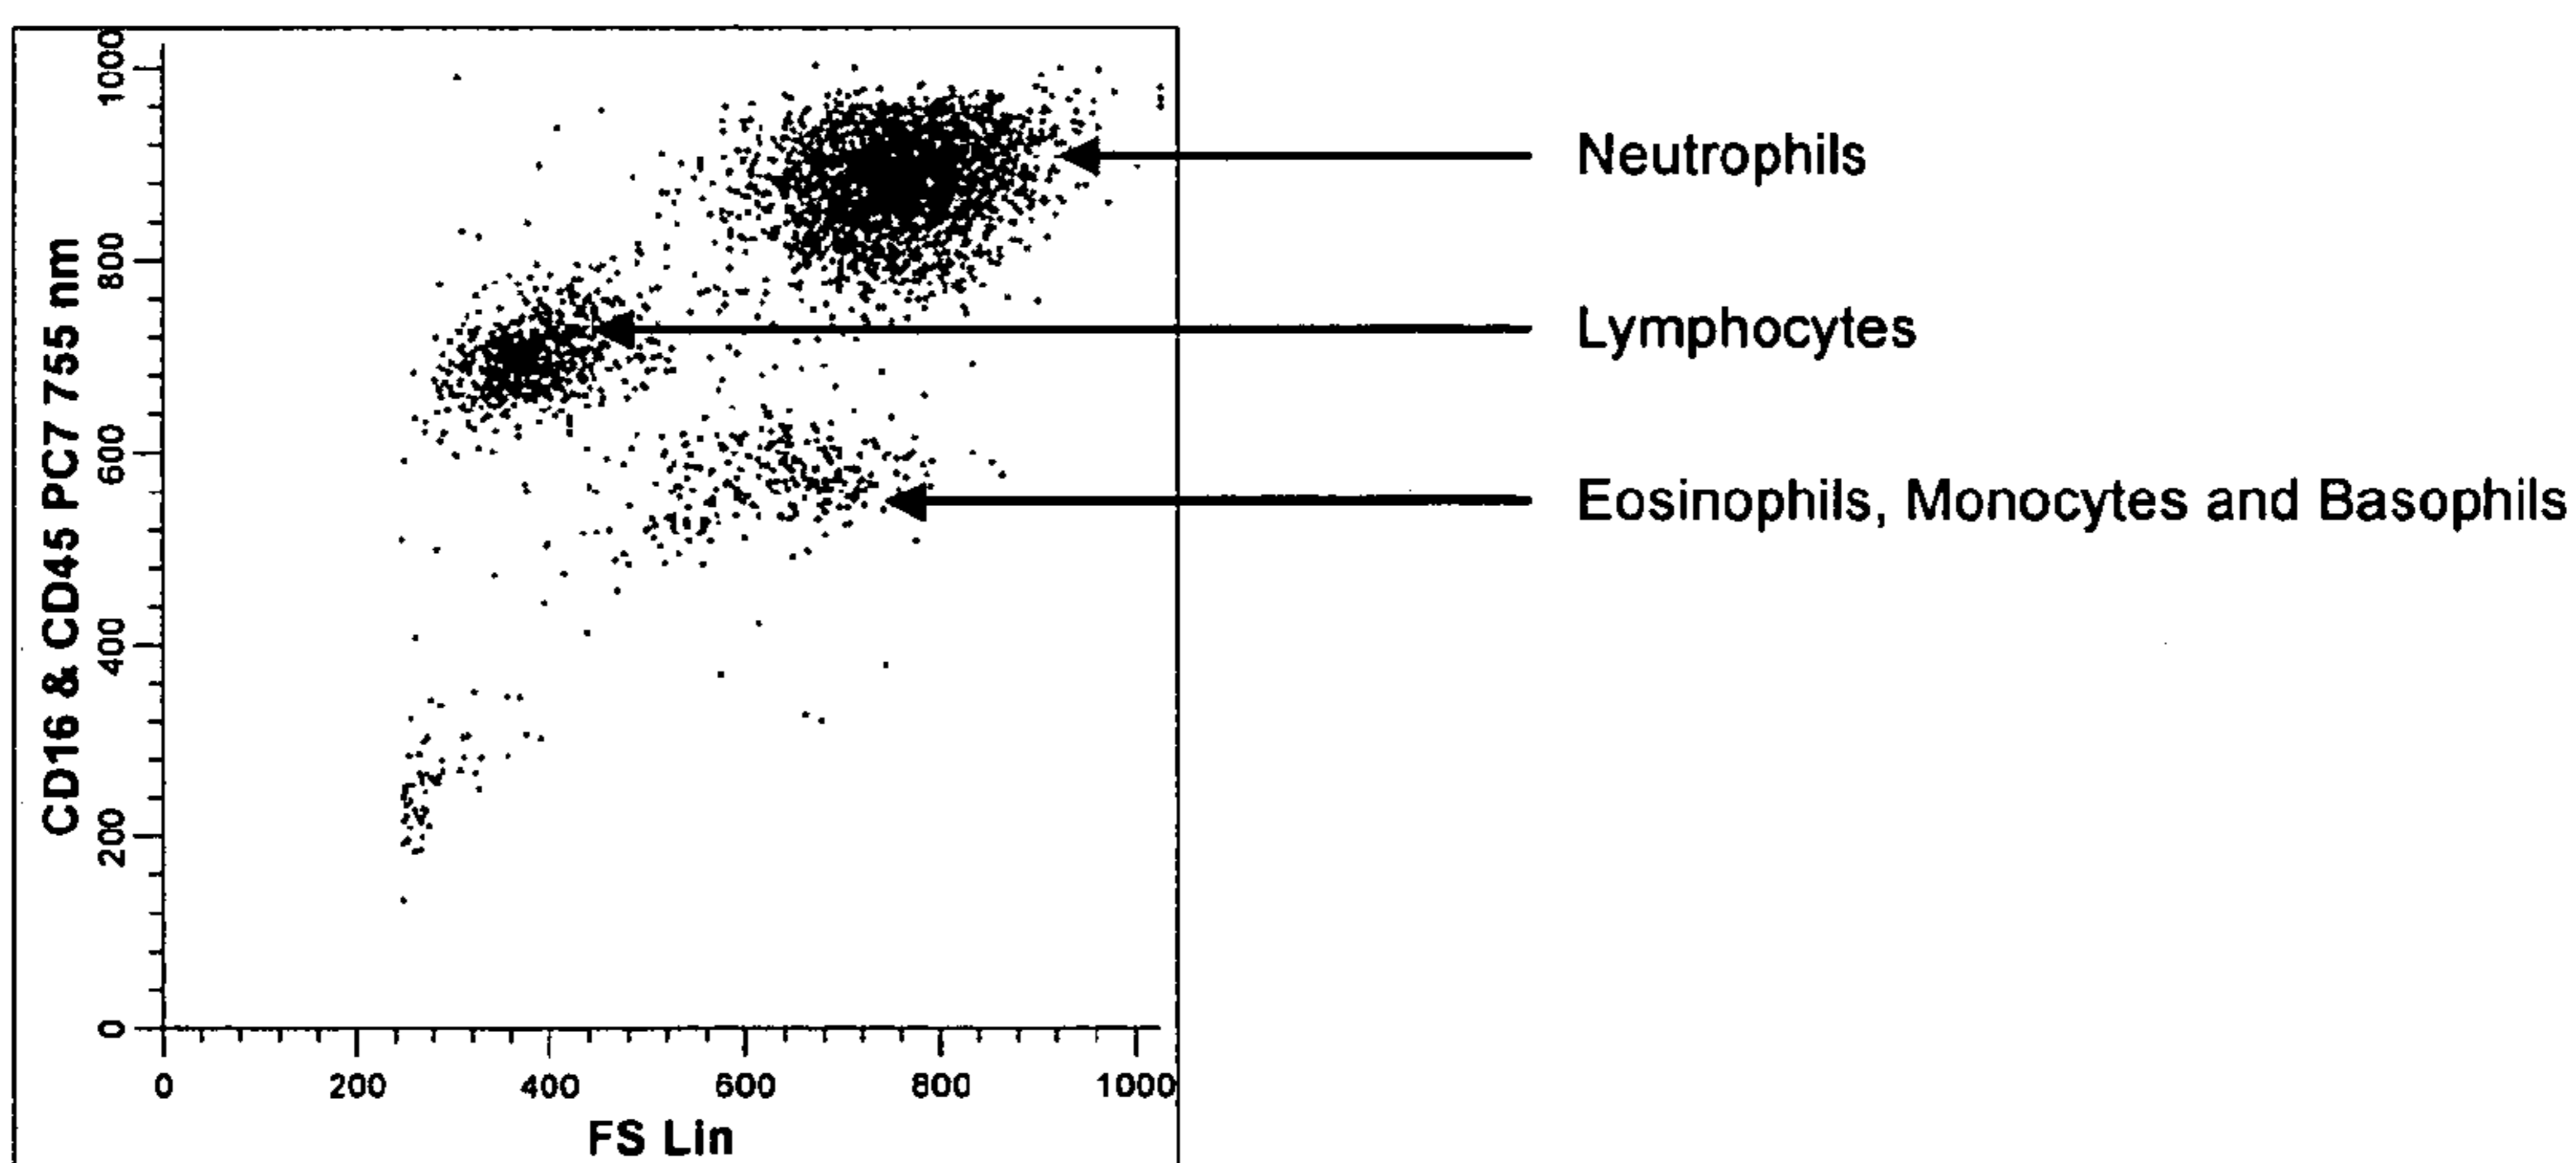 1000
800
600
400
200
0
CD16 & CD45 PC7 755 nm
0 200 400 600 800 1000
FS Lin
Neutrophils
Lymphocytes
Eosinophils, Monocytes and Basophils